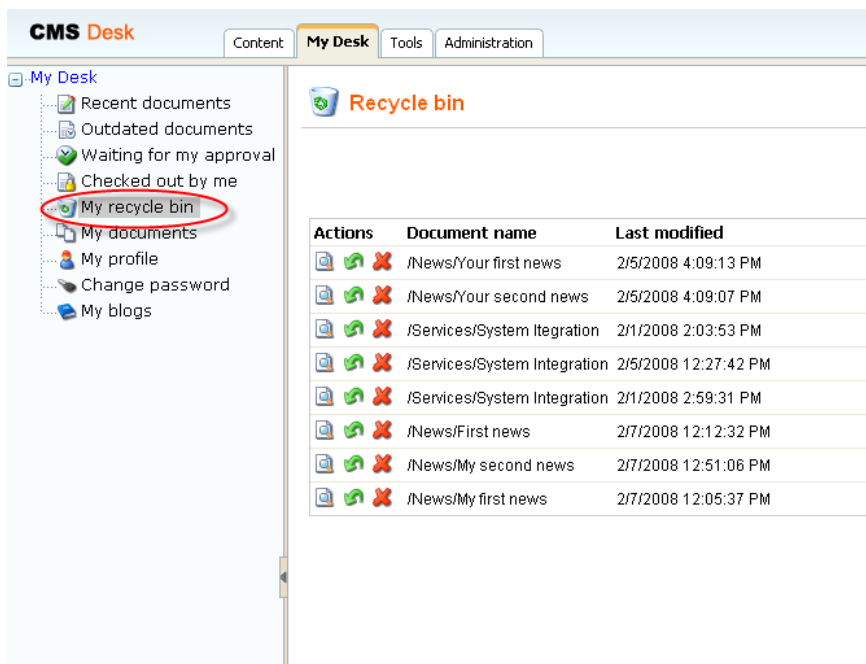 CMS Desk
Content My Desk Tools Administration
My Desk
Recent documents
Outdated documents
Waiting for my approval
Checked out by me
My recycle bin
My documents
My profile
Change password
My blogs
Recycle bin
Actions Document name Last modified
/News/Your first news 2/5/2008 4:09:13 PM
/News/Your second news 2/5/2008 4:09:07 PM
/Services/System Itegration 2/1/2008 2:03:53 PM
/Services/System Integration 2/5/2008 12:27:42 PM
/Services/System Integration 2/1/2008 2:59:31 PM
/News/First news 2/7/2008 12:12:32 PM
/News/My second news 2/7/2008 12:51:06 PM
/News/My first news 2/7/2008 12:05:37 PM